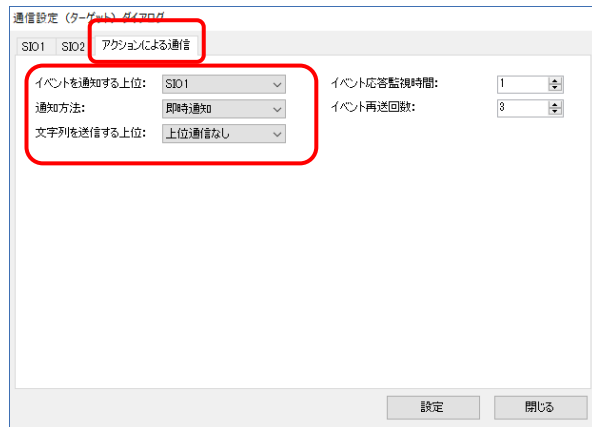 通信設定（ターゲット）ダイアログ
SIO1 SIO2 アクションによる通信
イベントを通知する上位: SIO1 イベント応答監視時間: 1
通知方法: 即時通知 イベント再送回数: 3
文字列を送信する上位: 上位通信なし
設定 閉じる